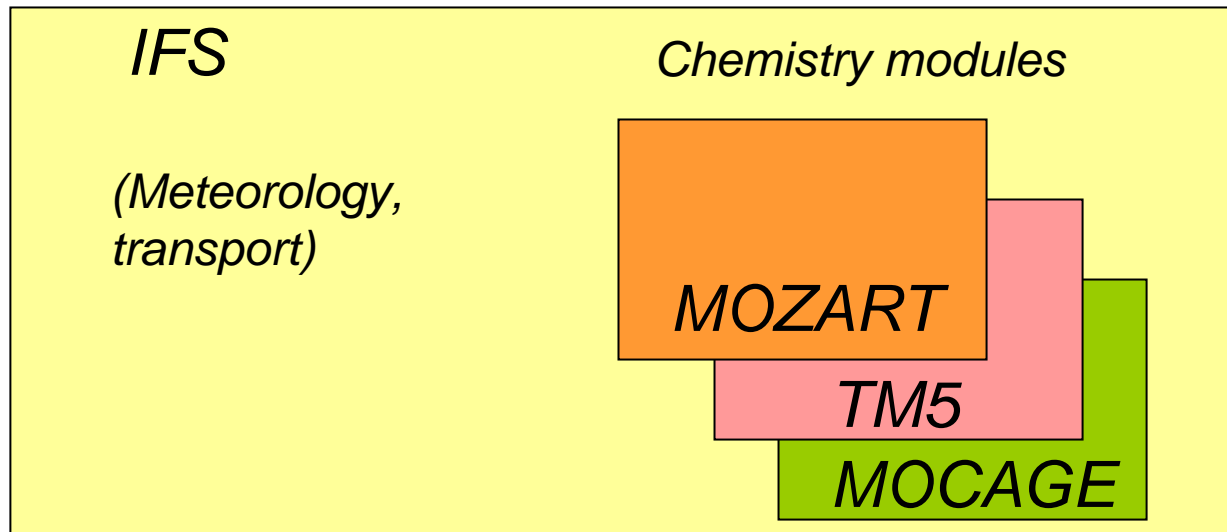 IFS
Chemistry modules
(Meteorology,
transport)
MOZART
TM5
MOCAGE